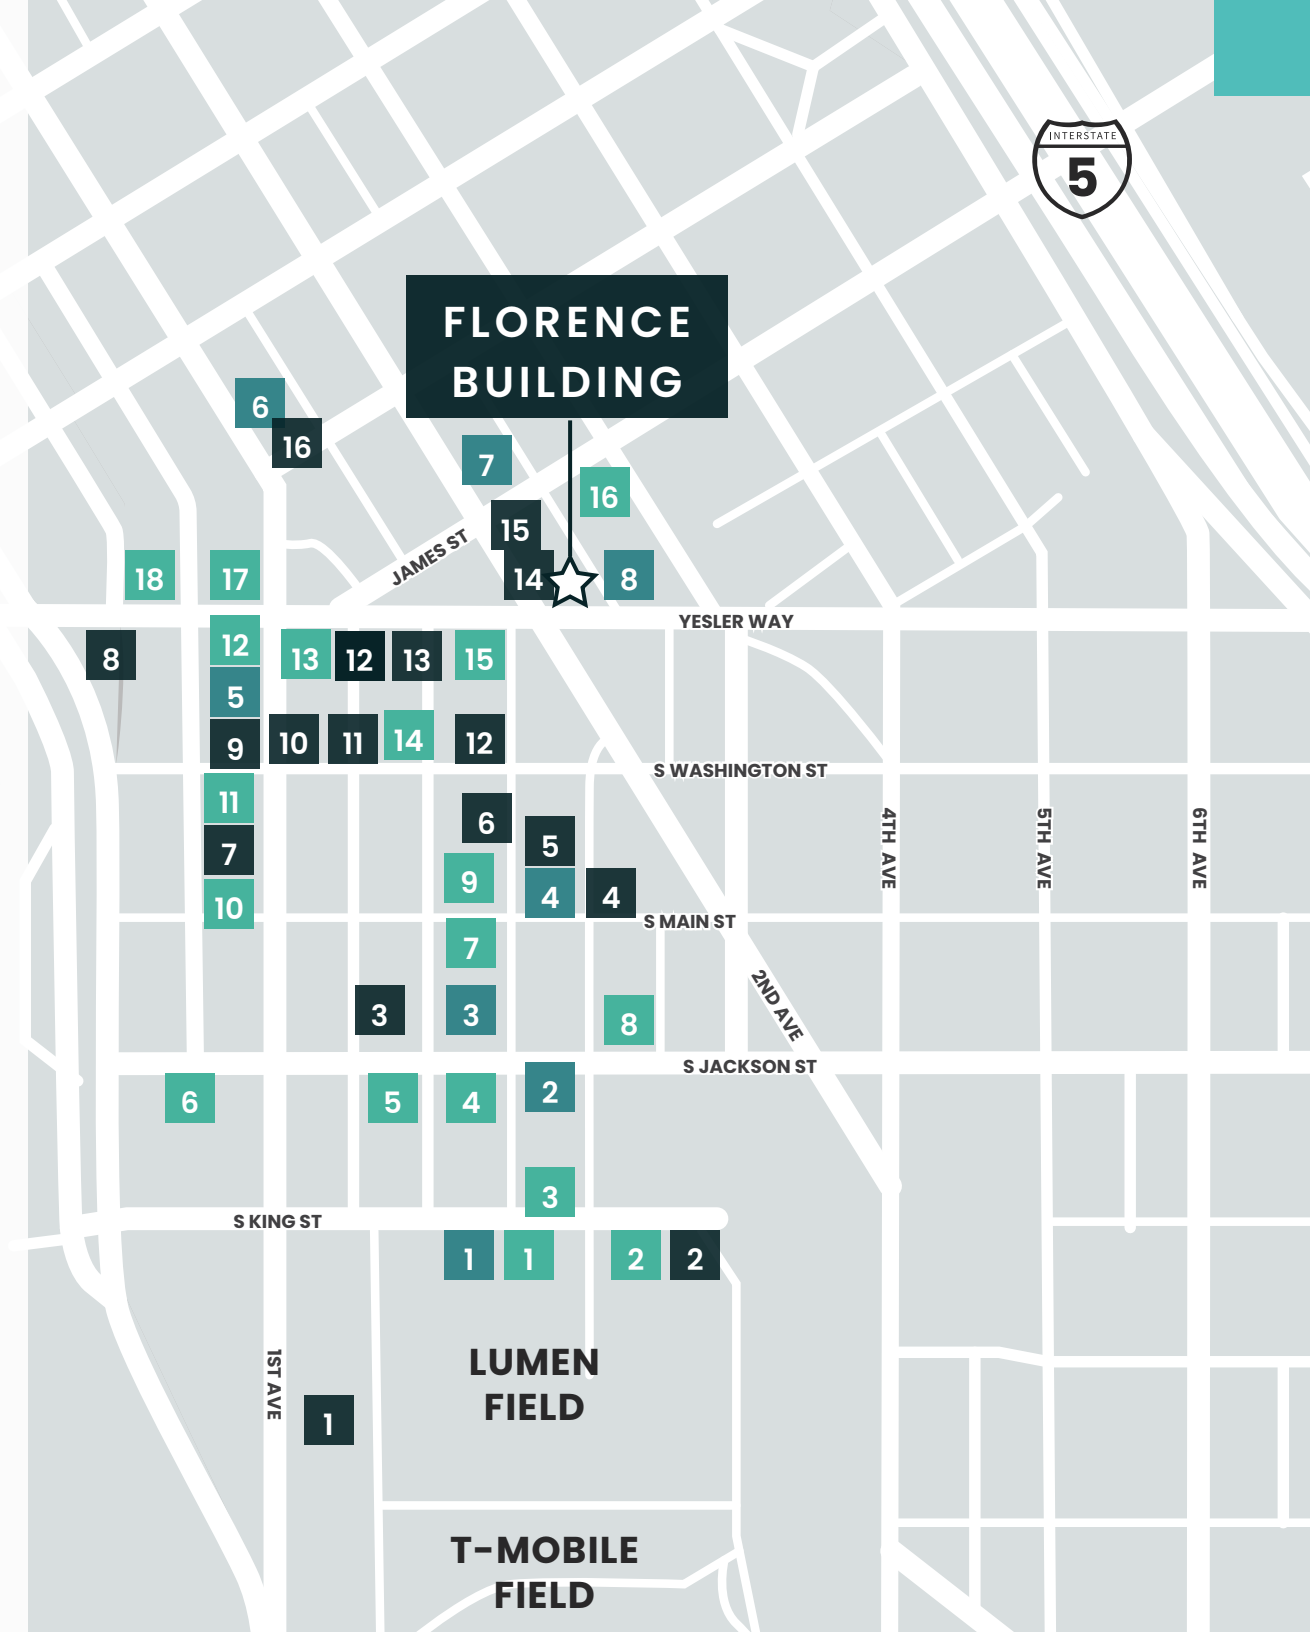 INTERSTATE
5
FLORENCE
BUILDING
6
16
7
16
15
JAMES ST
18
17
14
8
YESLER WAY
12
8
13
12
13
15
5
9
10
11
14
12
S WASHINGTON ST
11
6
7
5
4TH AVE
5TH AVE
6TH AVE
9
4
4
10
S MAIN ST
7
2ND AVE
3
3
8
S JACKSON ST
6
5
4
2
3
S KING ST
1
1
2
2
LUMEN
FIELD
1ST AVE
1
T-MOBILE
FIELD